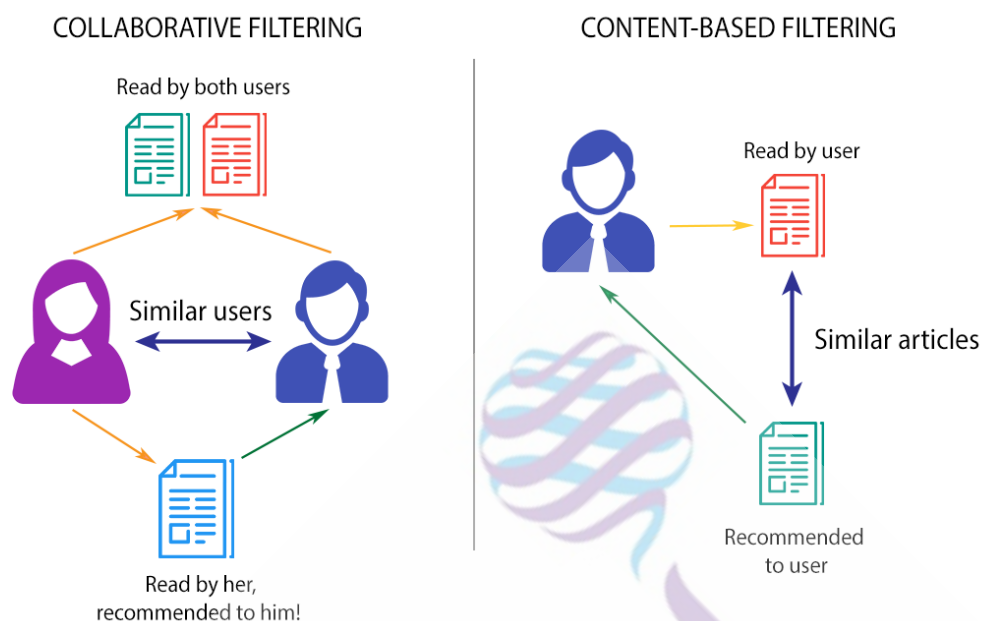 COLLABORATIVE FILTERING
Read by both users
Similar users
Read by her,
recommended to him!
CONTENT-BASED FILTERING
Read by user
Similar articles
Recommended
to user